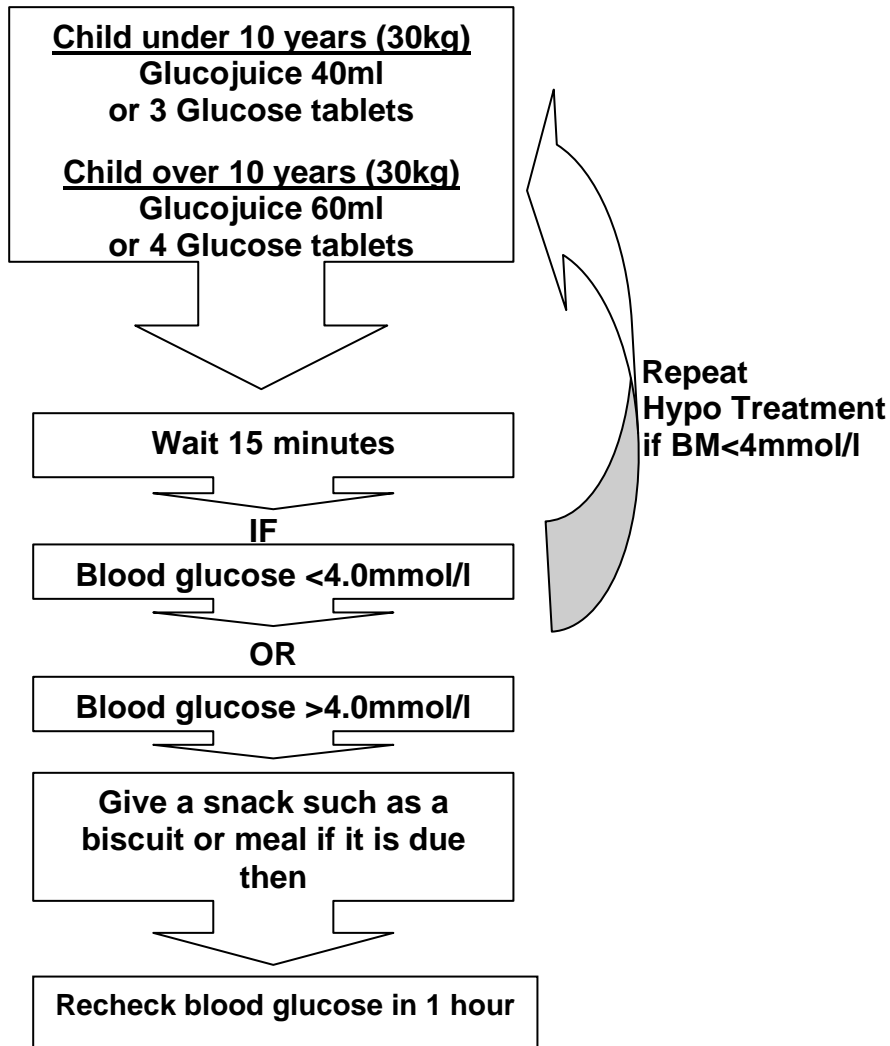 Child under 10 years (30kg)
Glucojuice 40ml
or 3 Glucose tablets
Child over 10 years (30kg)
Glucojuice 60ml
or 4 Glucose tablets
Repeat
Hypo Treatment
if BM<4mmol/l
Wait 15 minutes
IF
Blood glucose <4.0mmol/l
OR
Blood glucose >4.0mmol/l
Give a snack such as a
biscuit or meal if it is due
then
Recheck blood glucose in 1 hour